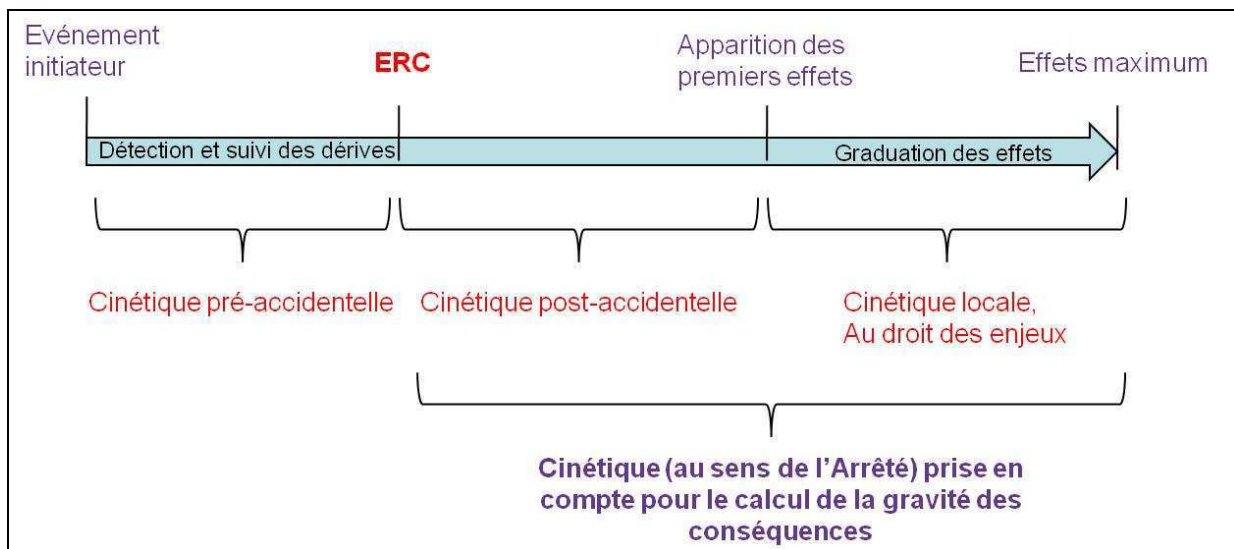 Evénement
initiateur
ERC
Apparition des
premiers effets
Effets maximum
Détection et suivi des dérives
Graduation des effets
Cinétique pré-accidentelle
Cinétique post-accidentelle
Cinétique locale,
Au droit des enjeux
Cinétique (au sens de l'Arrêté) prise en
compte pour le calcul de la gravité des
conséquences